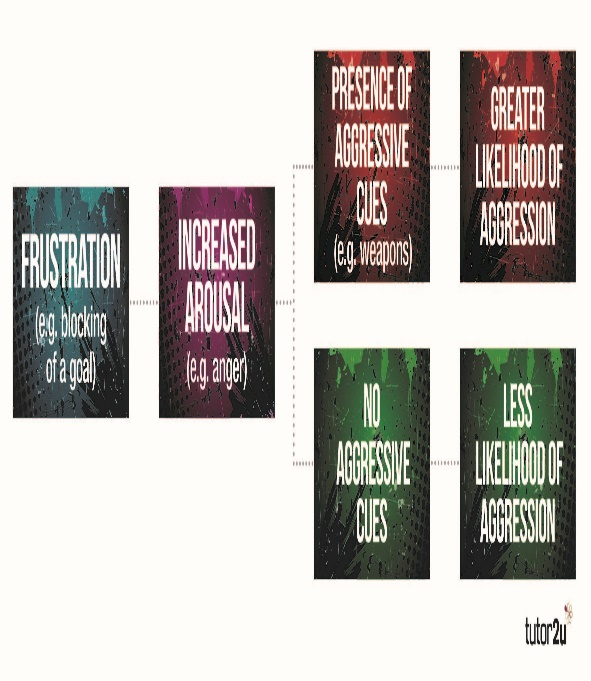 FRUSTRATION
(e.g. blocking
of a goal)
INCREASED
AROUSAL
(e.g. anger)
PRESENCE OF
AGGRESSIVE
CUES
(e.g. weapons)
GREATER
LIKELIHOOD OF
AGGRESSION
NO
AGGRESSIVE
CUES
LESS
LIKELIHOOD OF
AGGRESSION
tutor2u